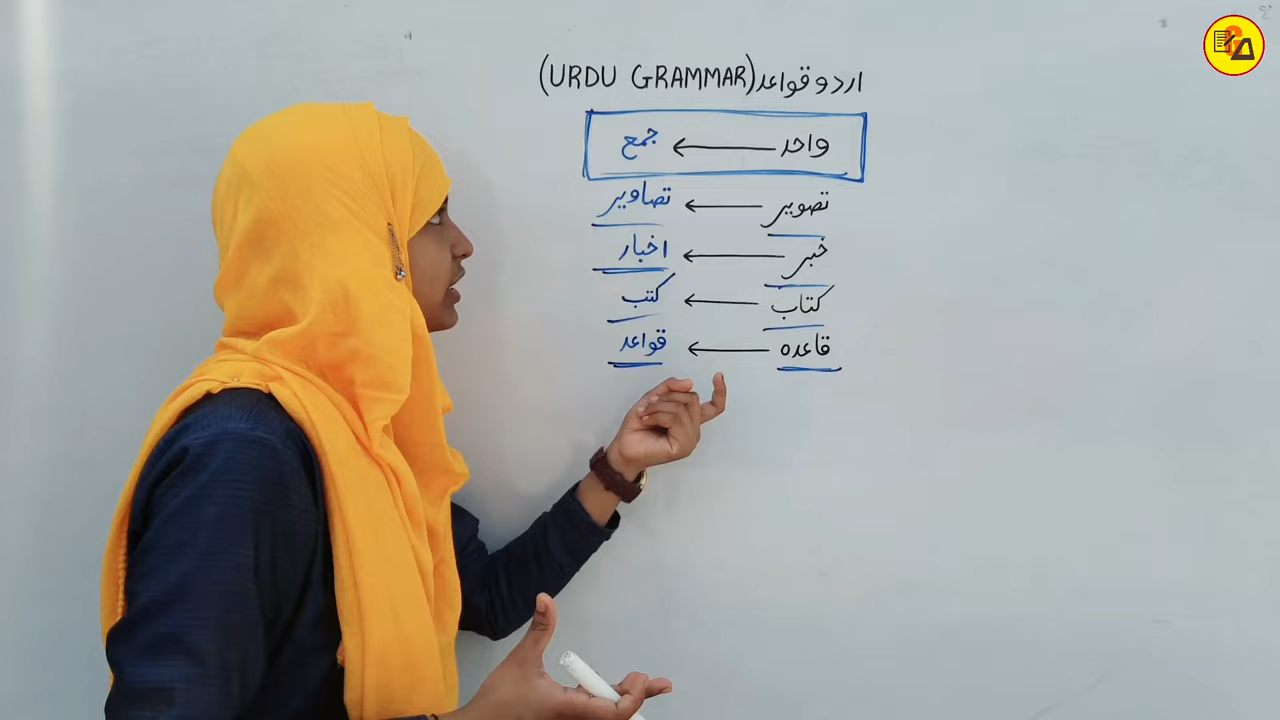 اردو قواعد (URDU GRAMMAR)
واحد ← جمع
تصویر ← تصاویر
خبر ← اخبار
کتاب ← کتب
قاعدہ ← قواعد